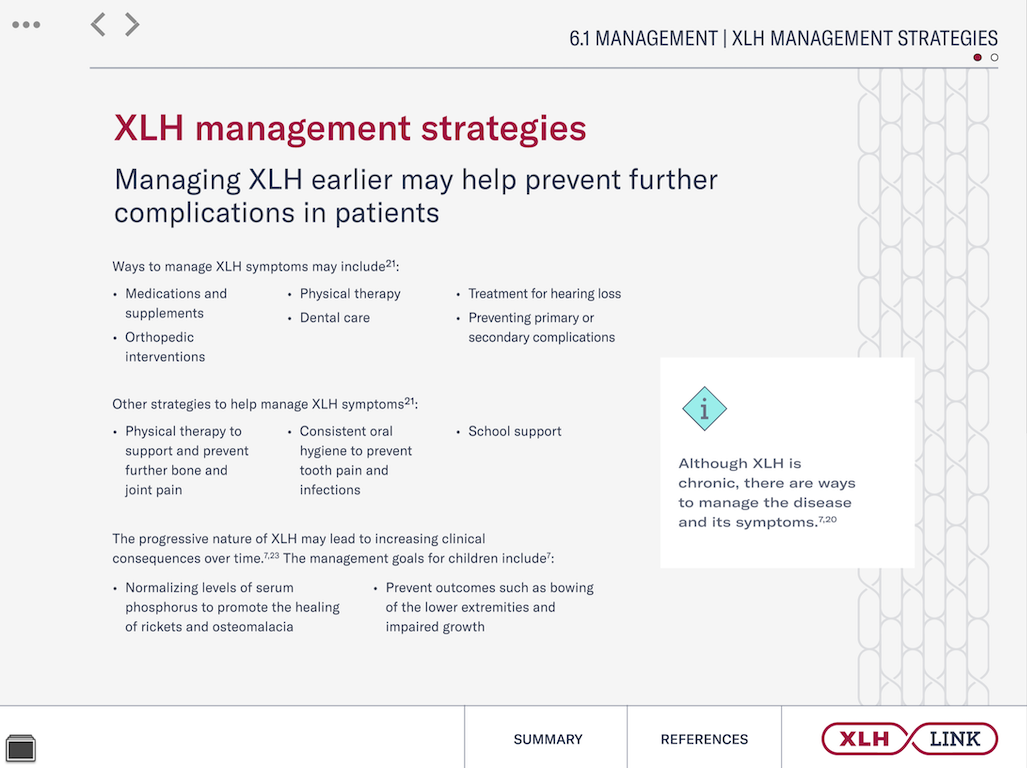 6.1 MANAGEMENT | XLH MANAGEMENT STRATEGIES
XLH management strategies
Managing XLH earlier may help prevent further
complications in patients
Ways to manage XLH symptoms may include21:
• Medications and
supplements
• Orthopedic
interventions
• Physical therapy
• Dental care
• Treatment for hearing loss
• Preventing primary or
secondary complications
Other strategies to help manage XLH symptoms21:
• Physical therapy to
support and prevent
further bone and
joint pain
• Consistent oral
hygiene to prevent
tooth pain and
infections
• School support
The progressive nature of XLH may lead to increasing clinical
consequences over time.7,23 The management goals for children include7:
• Normalizing levels of serum
phosphorus to promote the healing
of rickets and osteomalacia
• Prevent outcomes such as bowing
of the lower extremities and
impaired growth
i
Although XLH is
chronic, there are ways
to manage the disease
and its symptoms.7,20
SUMMARY
REFERENCES
XLH LINK